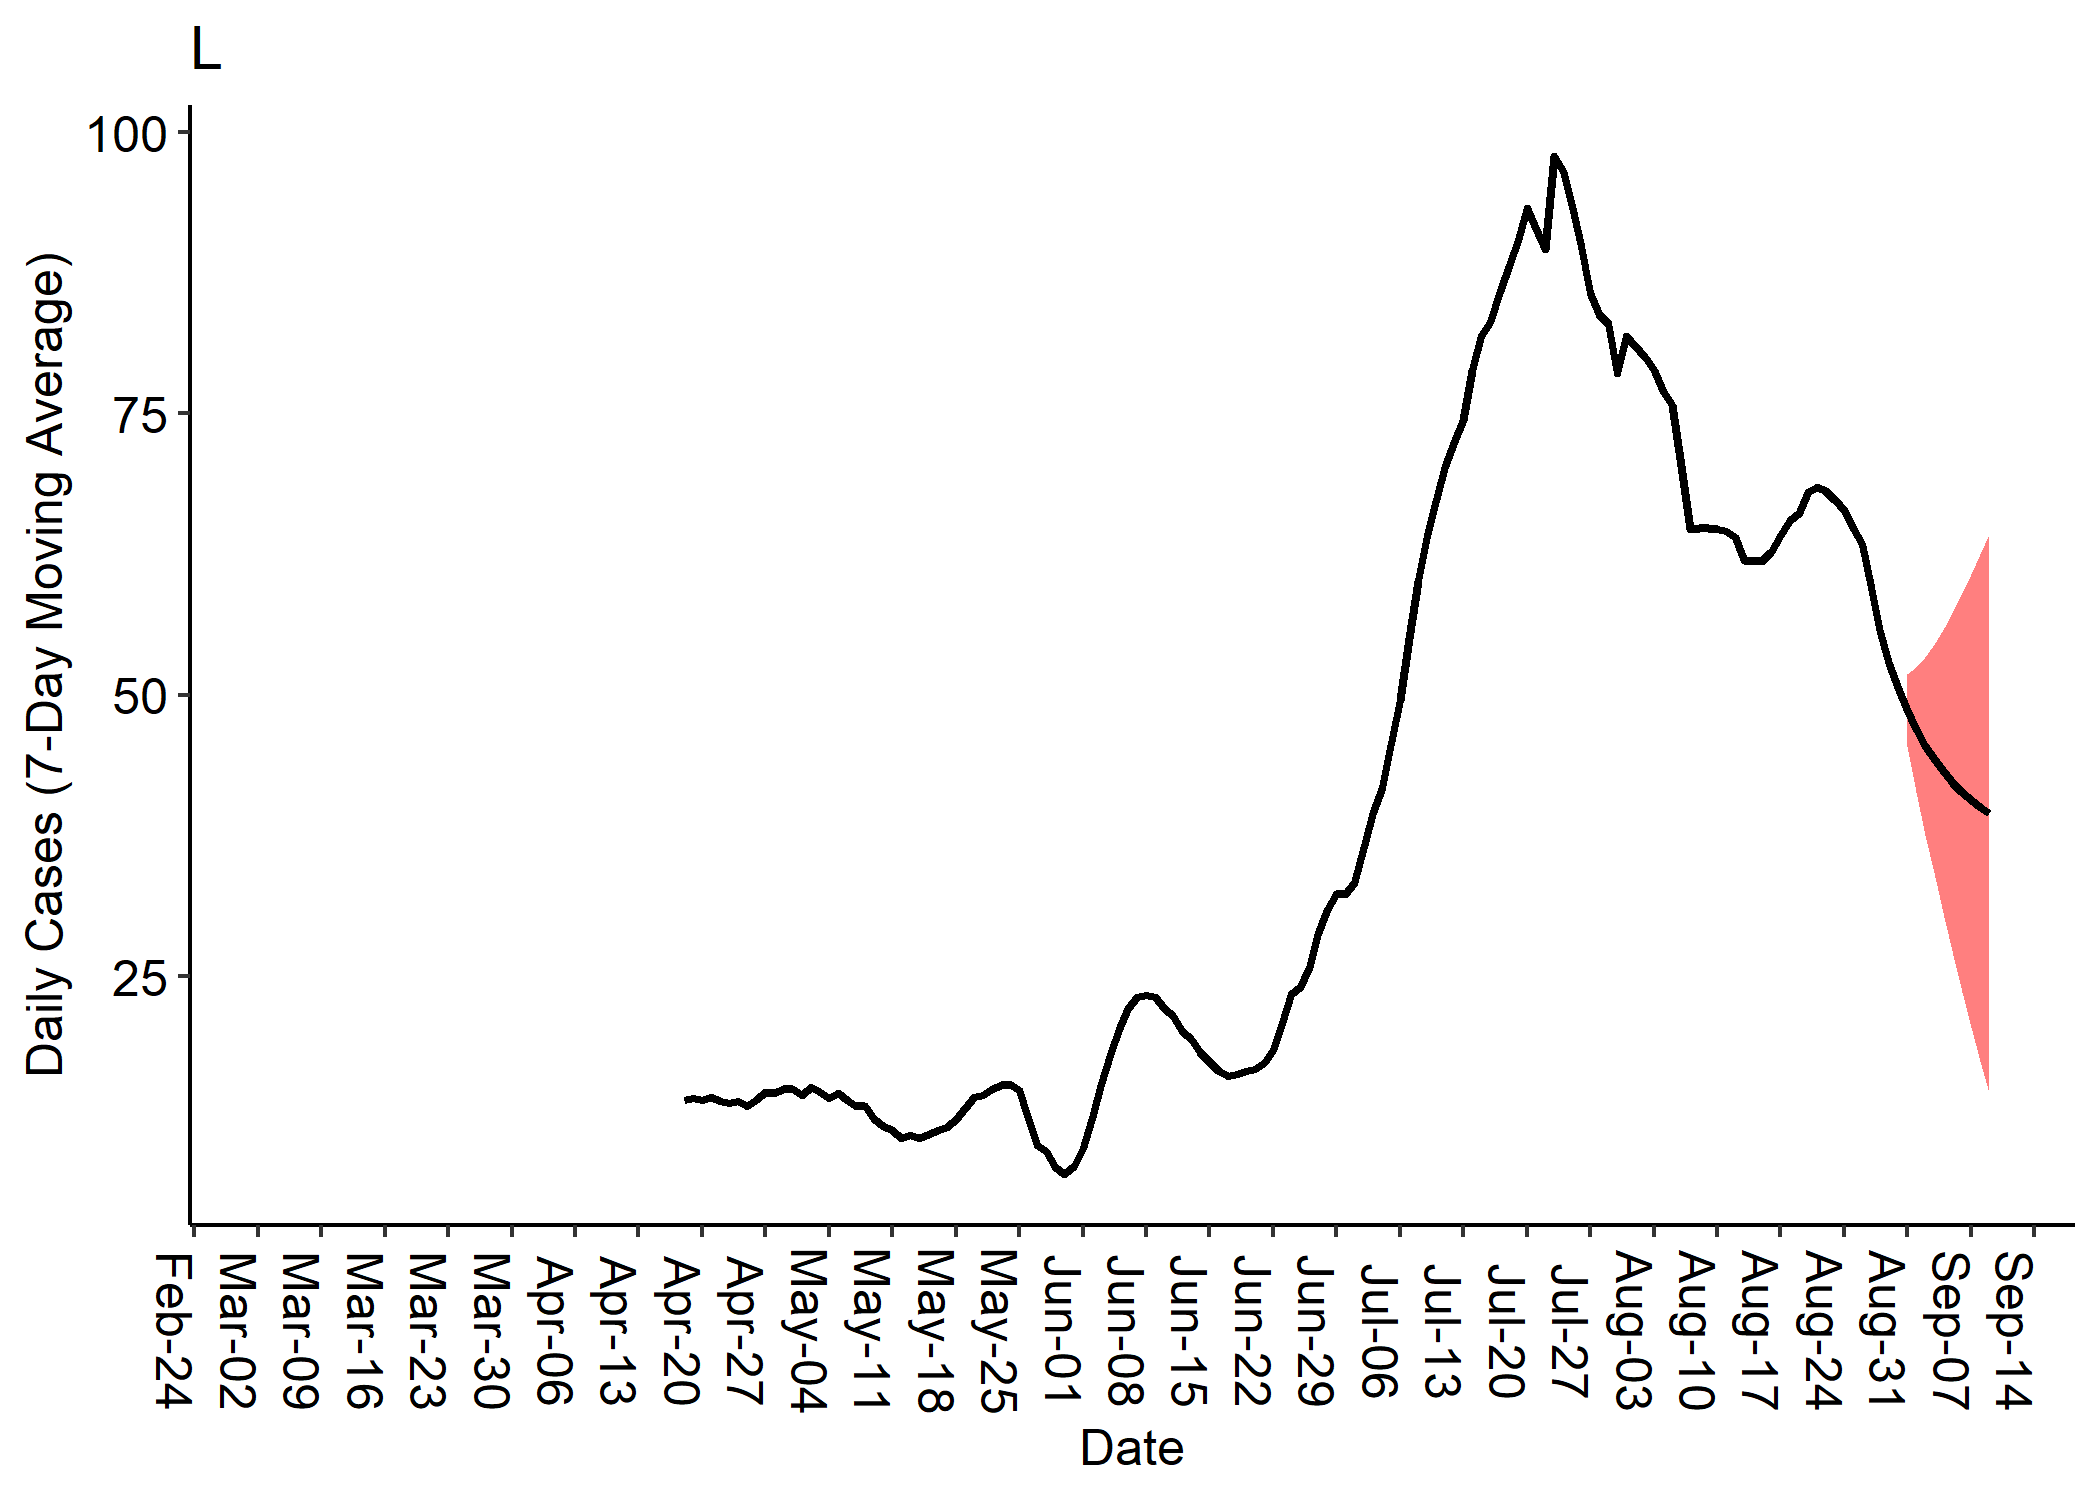 L
Daily Cases (7-Day Moving Average)
100
75
50
25
Feb-24
Mar-02
Mar-09
Mar-16
Mar-23
Mar-30
Apr-06
Apr-13
Apr-20
Apr-27
May-04
May-11
May-18
May-25
Jun-01
Jun-08
Jun-15
Jun-22
Jun-29
Jul-06
Jul-13
Jul-20
Jul-27
Aug-03
Aug-10
Aug-17
Aug-24
Aug-31
Sep-07
Sep-14
Date